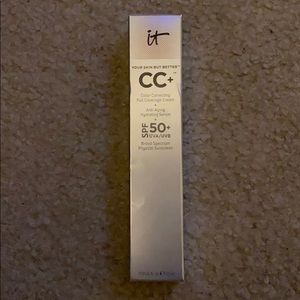 it
YOUR SKIN BUT BETTER™
CC+™
Color Correcting
Full Coverage Cream
+
Anti-Aging
Hydrating Serum
+
SPF 50+
UVA/UVB
Broad Spectrum
Physical Sunscreen